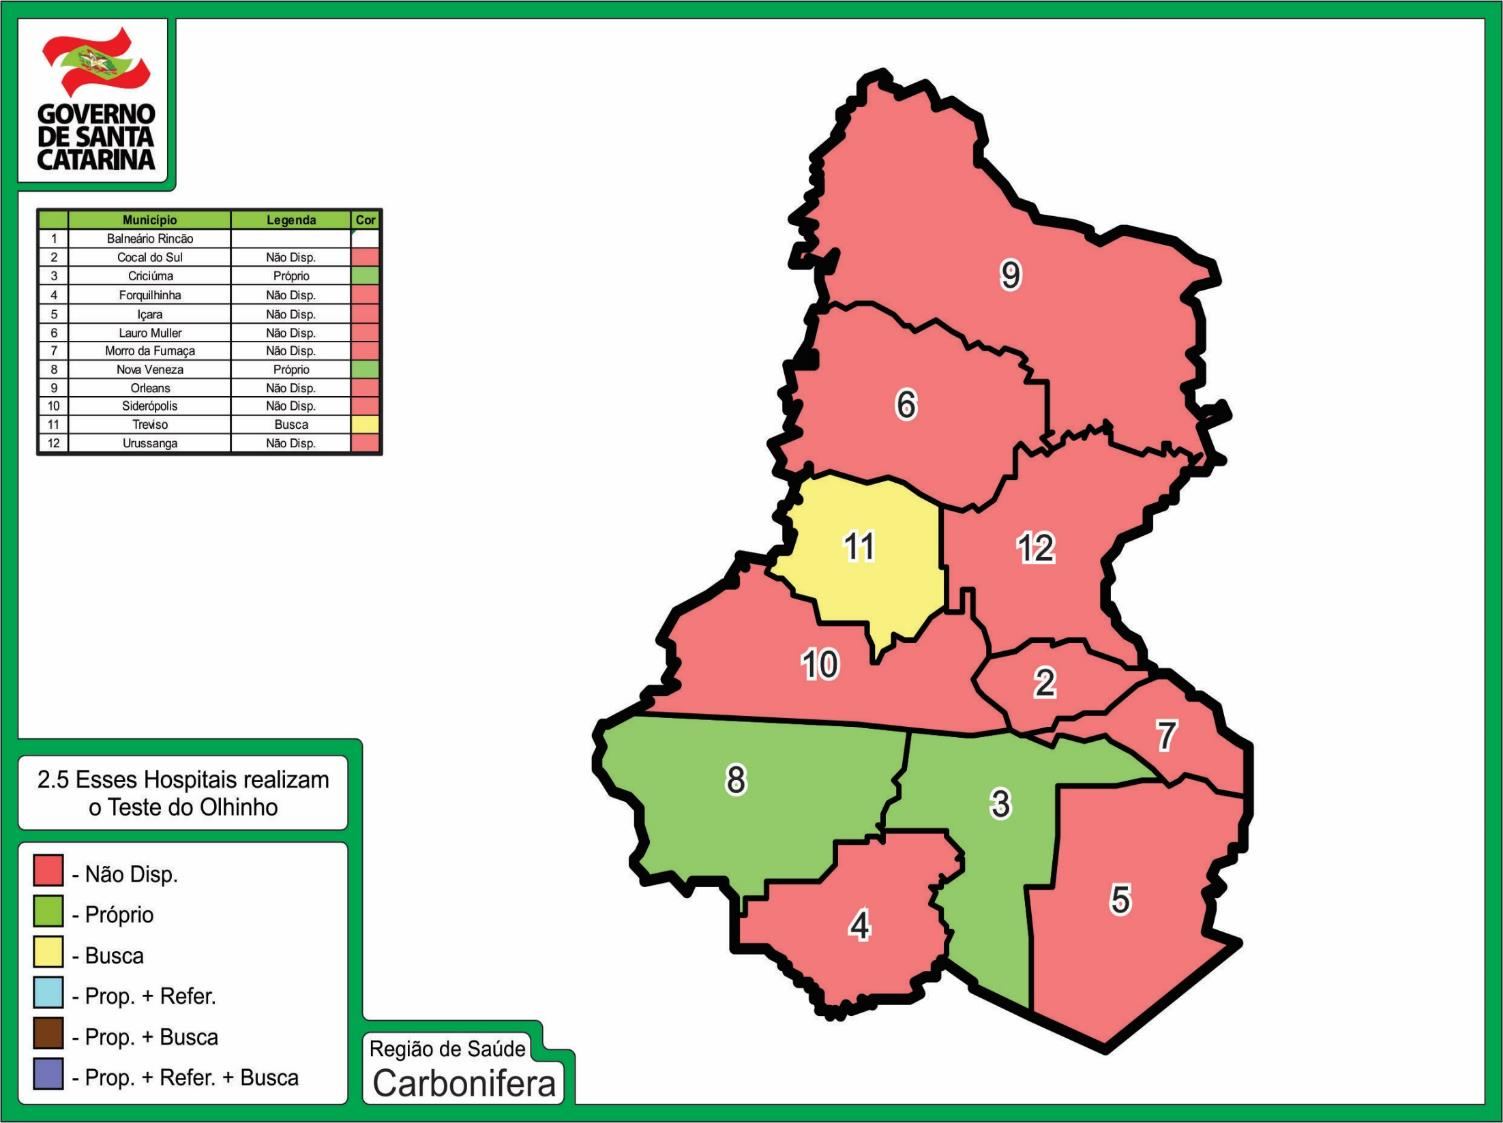 GOVERNO
DE SANTA
CATARINA
Município Legenda Cor
1 Balneário Rincão
2 Cocal do Sul Não Disp.
3 Criciúma Próprio
4 Forquilhinha Não Disp.
5 Içara Não Disp.
6 Lauro Muller Não Disp.
7 Morro da Fumaça Não Disp.
8 Nova Veneza Próprio
9 Orleans Não Disp.
10 Siderópolis Não Disp.
11 Treviso Busca
12 Urussanga Não Disp.
9
6
11
12
10
2
7
8
3
5
4
2.5 Esses Hospitais realizam
o Teste do Olhinho
- Não Disp.
- Próprio
- Busca
- Prop. + Refer.
- Prop. + Busca
- Prop. + Refer. + Busca
Região de Saúde
Carbonifera